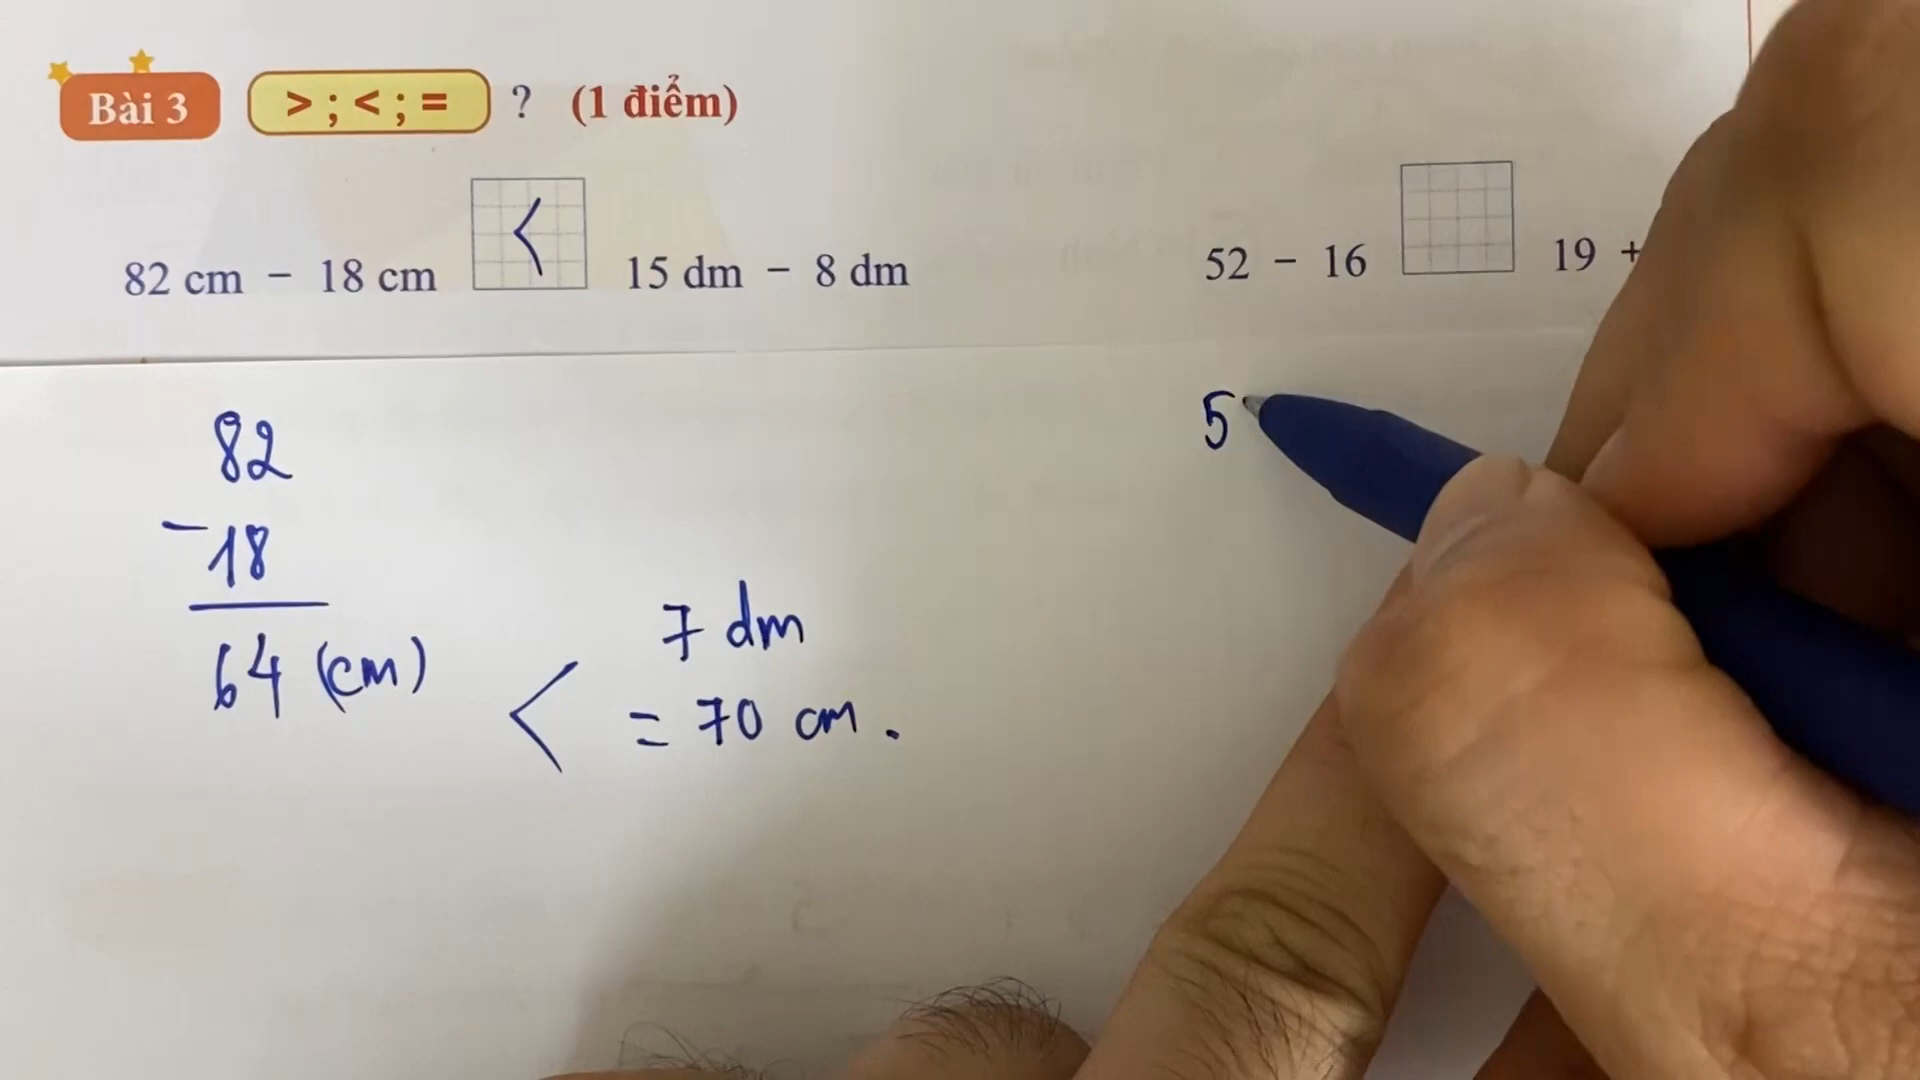 Bài 3 > ; < ; = ? (1 điểm)
82 cm - 18 cm < 15 dm - 8 dm
52 - 16 19 +
82
- 18
64 (cm) <
7 dm
= 70 cm .
5